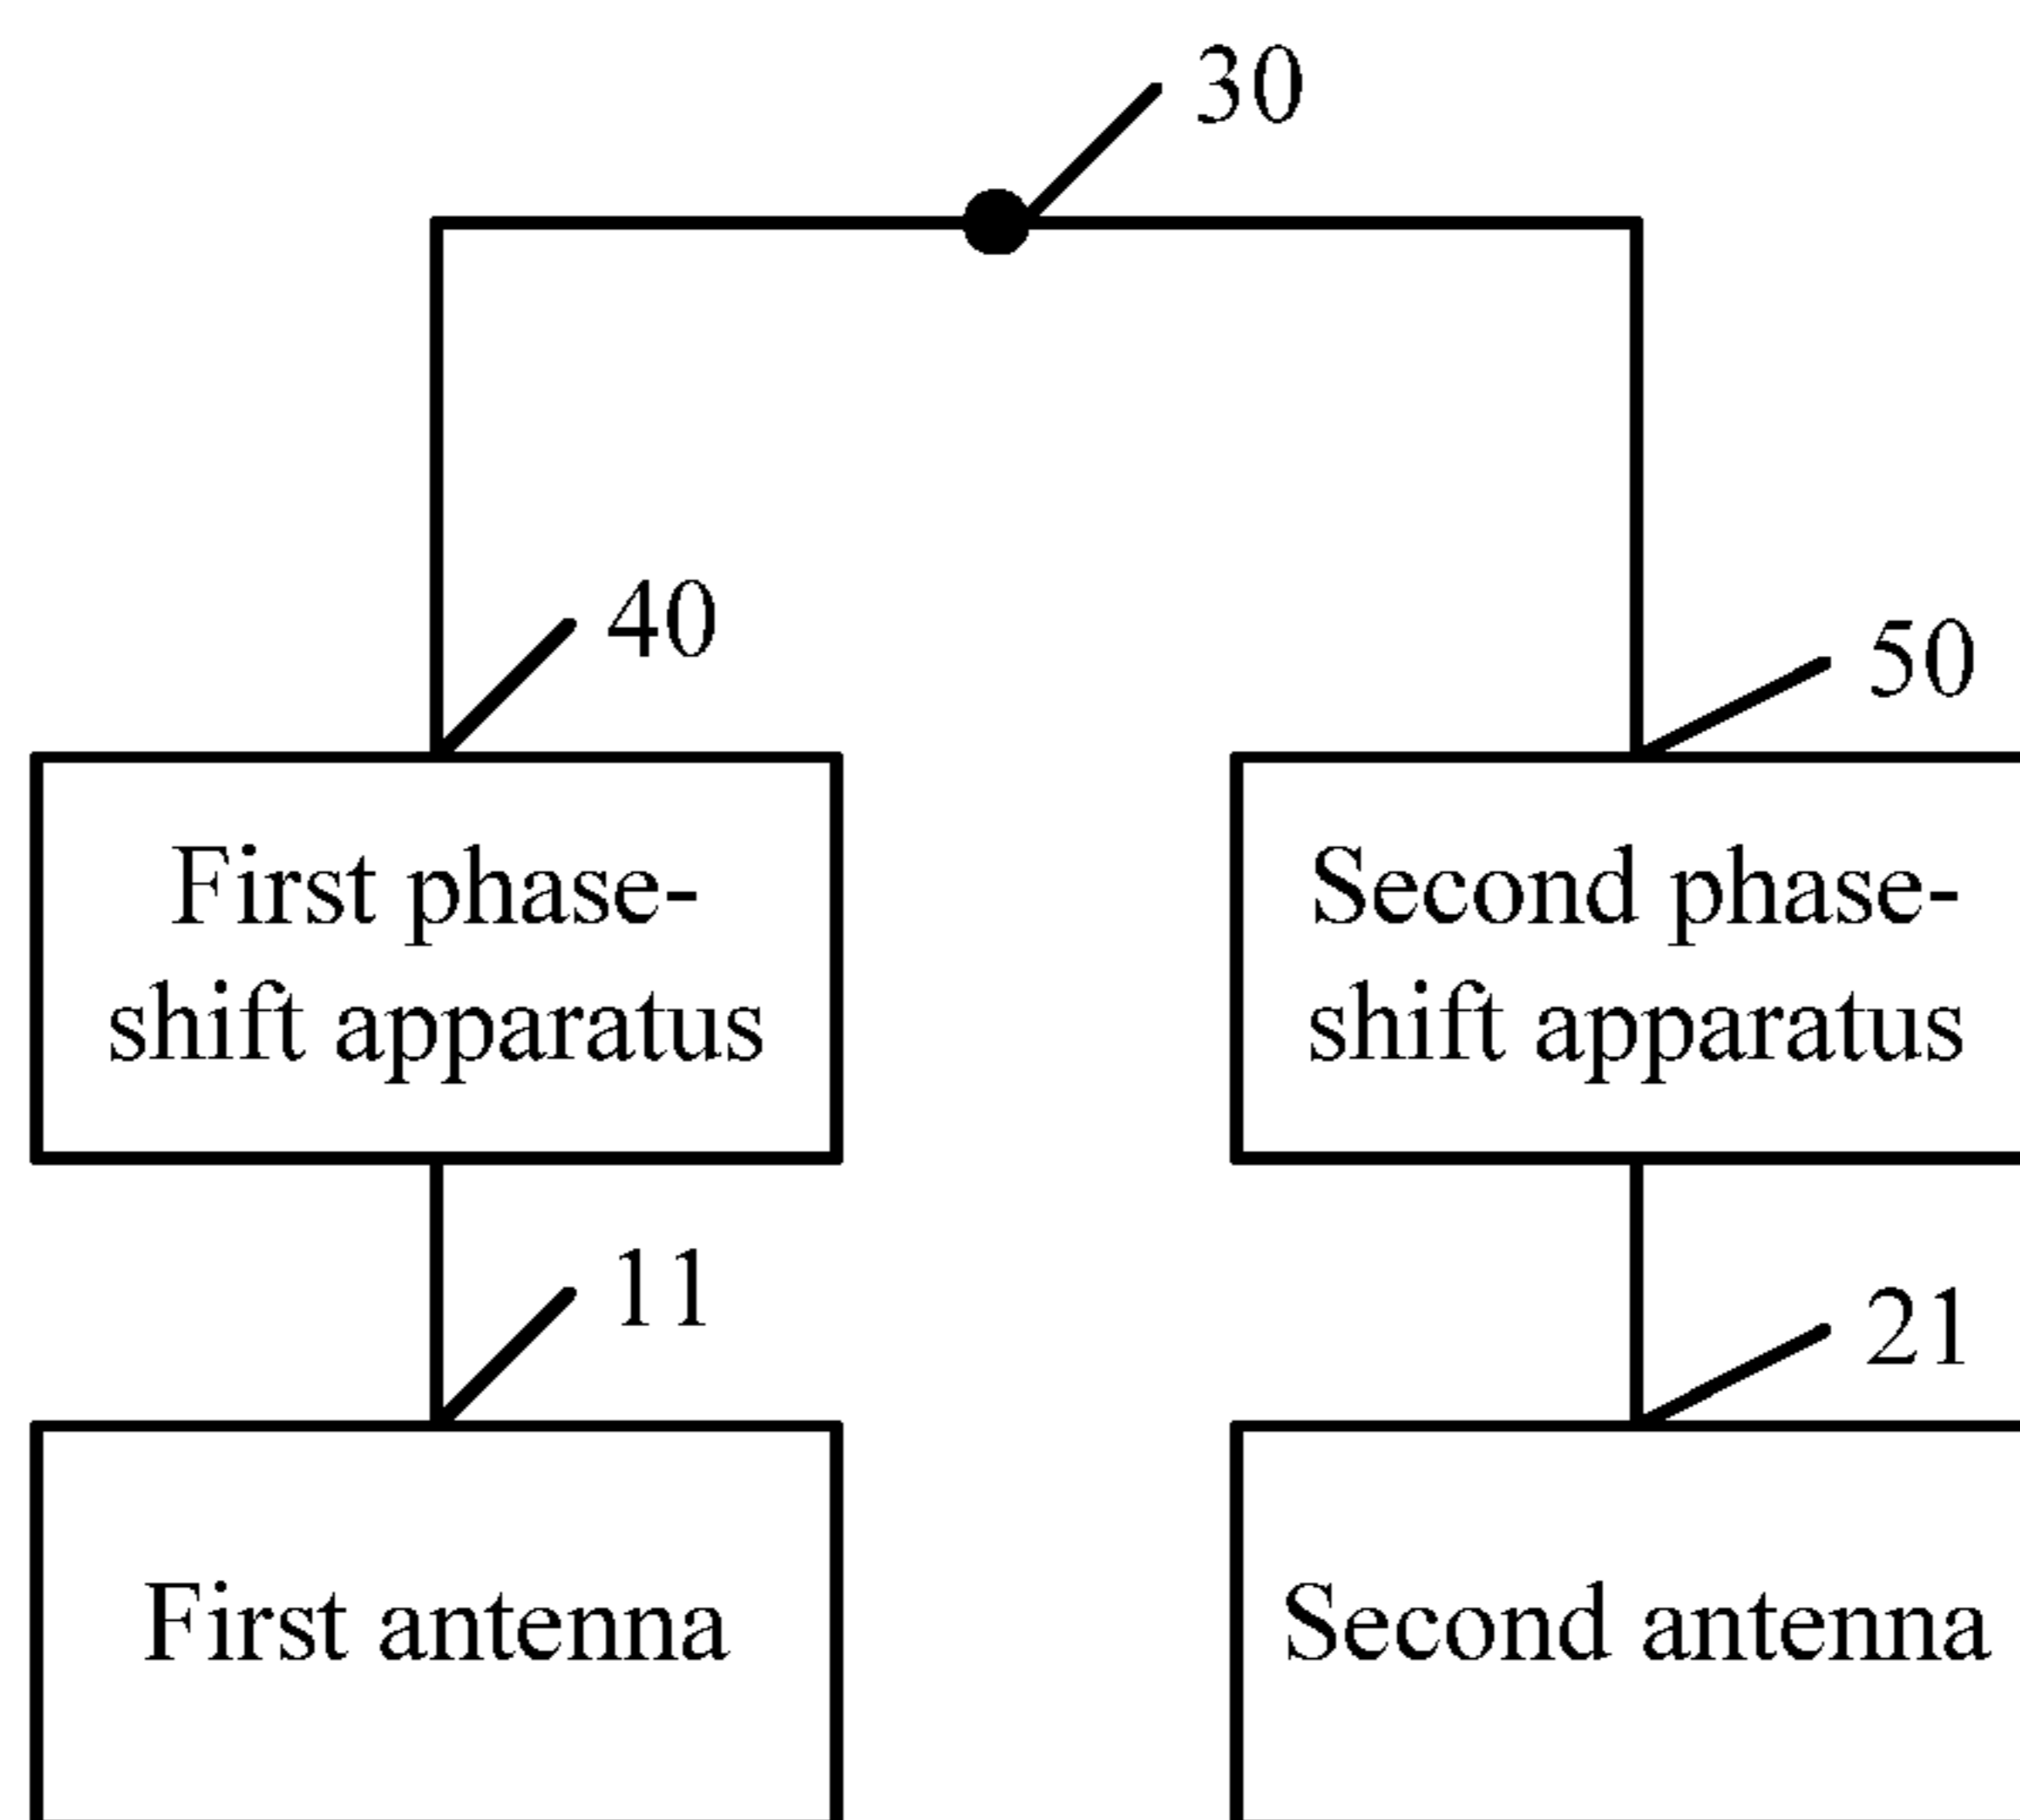 30
40
50
First phase-
shift apparatus
Second phase-
shift apparatus
11
21
First antenna
Second antenna